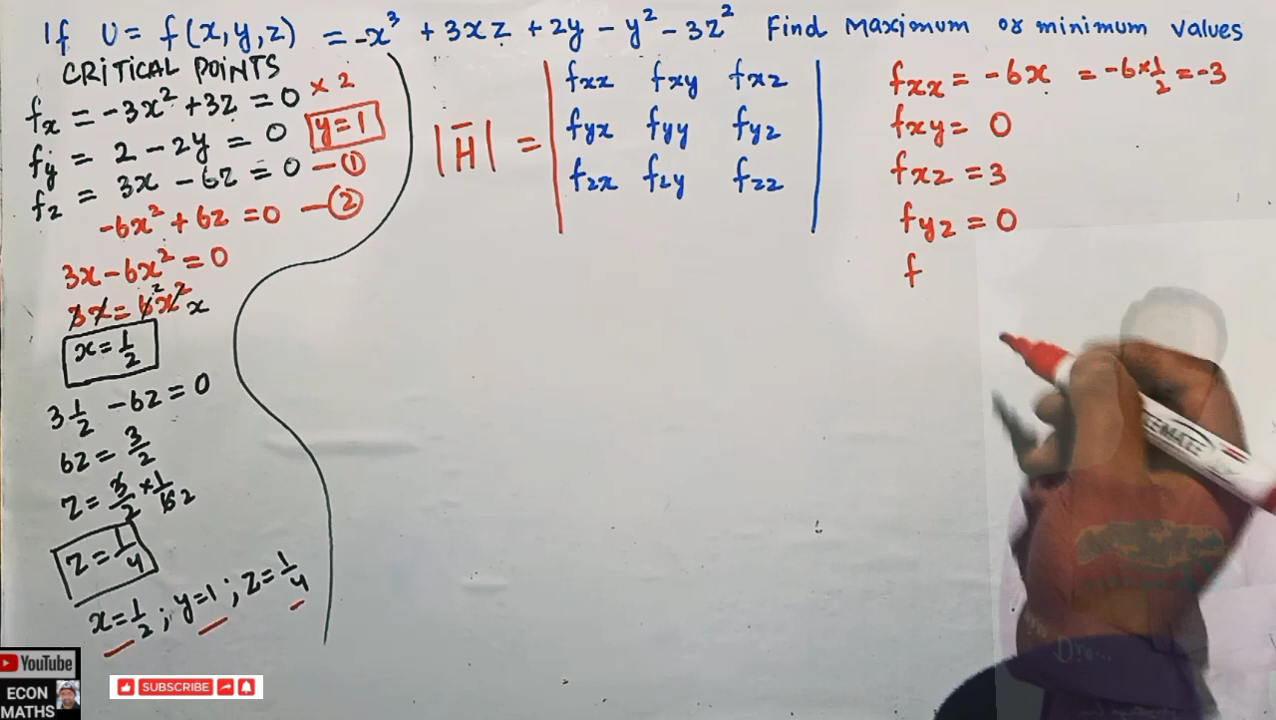 If U = f(x,y,z) = -x³ + 3xz + 2y - y² - 3z² Find Maximum or minimum values
CRITICAL POINTS
fx = -3x² + 3z = 0 × 2
fy = 2 - 2y = 0 y = 1
fz = 3x - 6z = 0 - ①
-6x² + 6z = 0 - ②
3x - 6x² = 0
3x = 6² x² x
x = 1/2
3 1/2 - 6z = 0
6z = 3/2
z = 3/2 × 1/6 2
z = 1/4
x = 1/2 ; y = 1 ; z = 1/4
|H̄| =
fxx fxy fxz
fyx fyy fyz
fzx fzy fzz
fxx = -6x = -6 × 1/2 = -3
fxy = 0
fxz = 3
fyz = 0
f
YouTube
ECON
MATHS
SUBSCRIBE